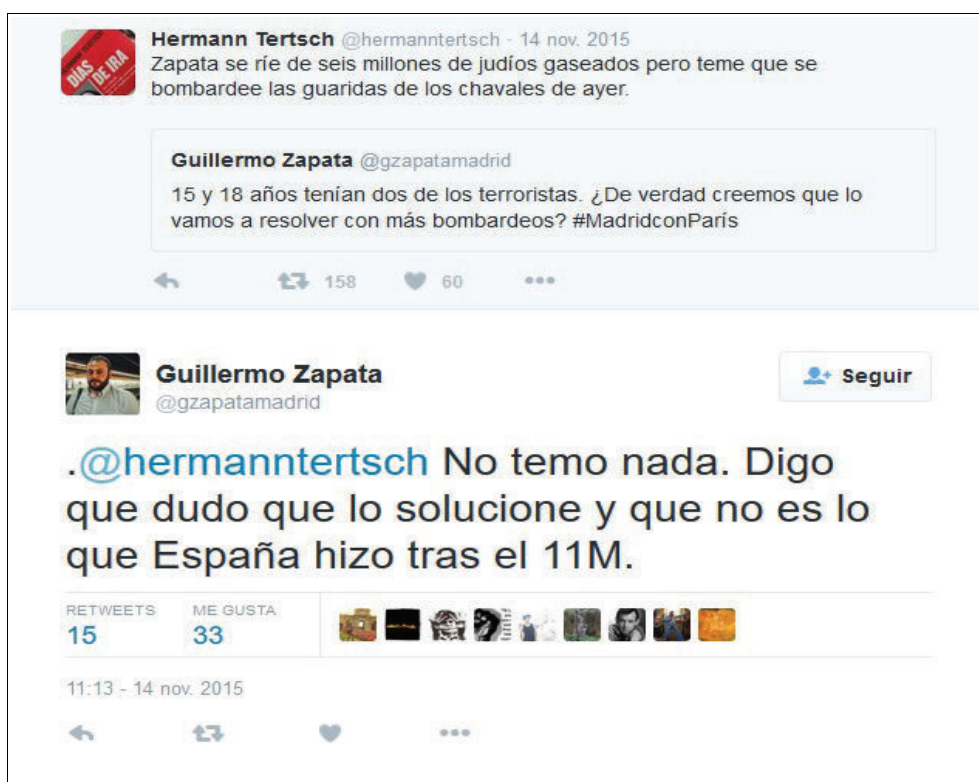 Hermann Tertsch @hermanntertsch · 14 nov. 2015
Zapata se ríe de seis millones de judíos gaseados pero teme que se
bombardee las guaridas de los chavales de ayer.
DÍAS
DE IRA
Guillermo Zapata @gzapatamadrid
15 y 18 años tenían dos de los terroristas. ¿De verdad creemos que lo
vamos a resolver con más bombardeos? #MadridconParís
158 60
Guillermo Zapata
@gzapatamadrid
Seguir
.@hermanntertsch No temo nada. Digo
que dudo que lo solucione y que no es lo
que España hizo tras el 11M.
RETWEETS ME GUSTA
15 33
11:13 - 14 nov. 2015